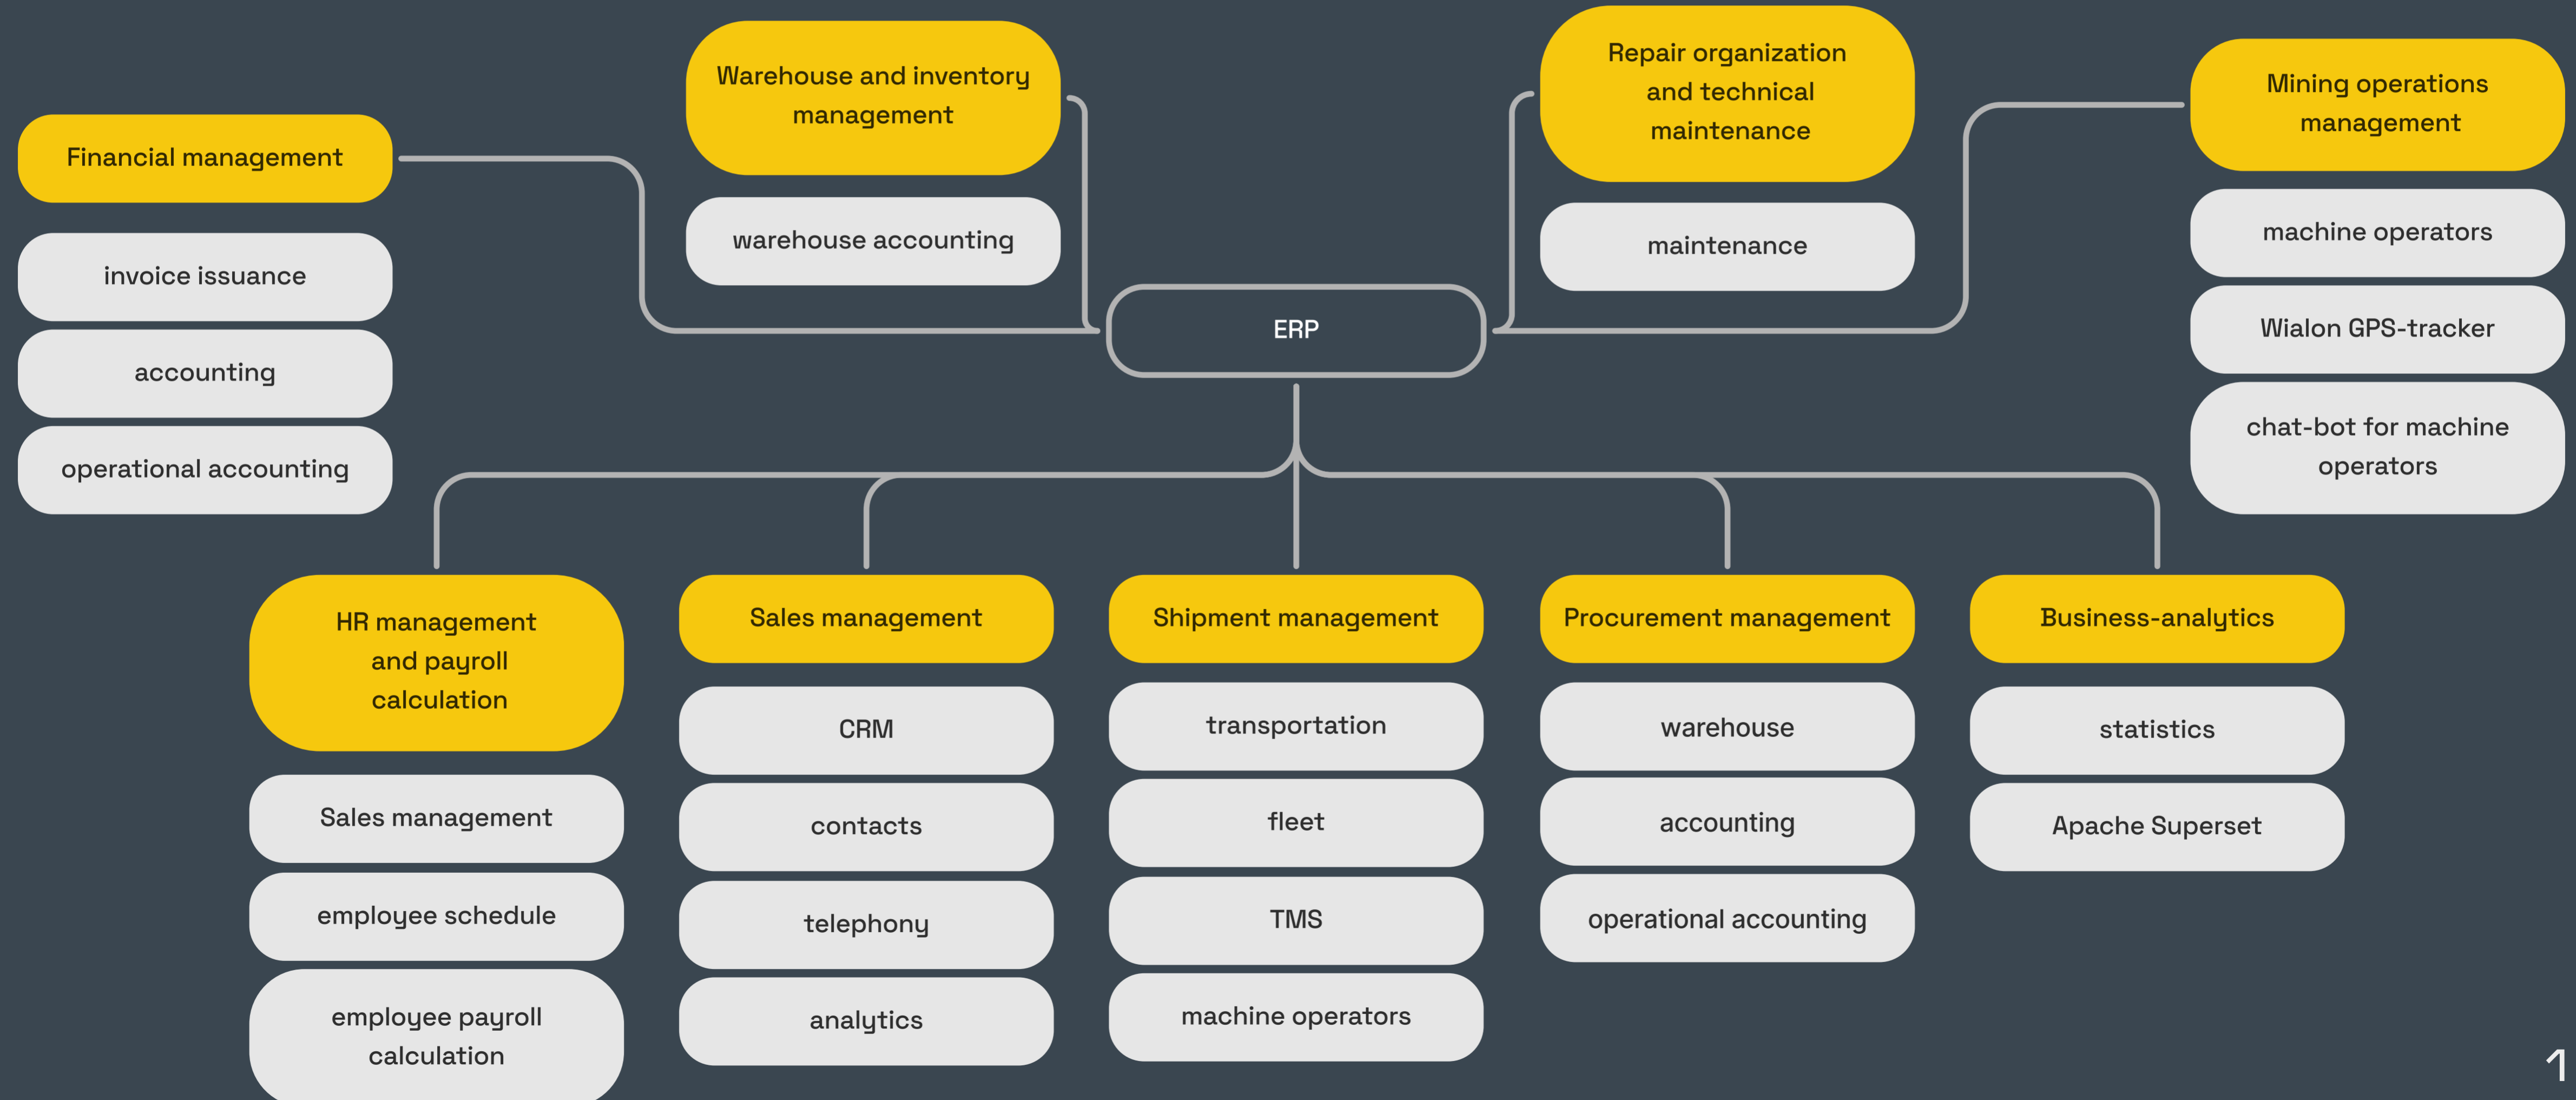 Financial management
invoice issuance
accounting
operational accounting
Warehouse and inventory
management
warehouse accounting
ERP
Repair organization
and technical
maintenance
maintenance
Mining operations
management
machine operators
Wialon GPS-tracker
chat-bot for machine
operators
HR management
and payroll
calculation
Sales management
employee schedule
employee payroll
calculation
Sales management
CRM
contacts
telephony
analytics
Shipment management
transportation
fleet
TMS
machine operators
Procurement management
warehouse
accounting
operational accounting
Business-analytics
statistics
Apache Superset
1